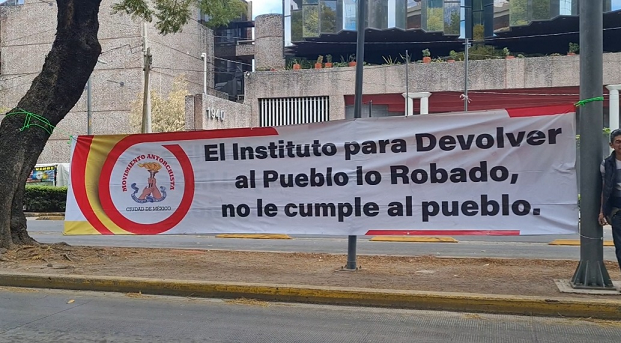 MOVIMIENTO ANTORCHISTA
CIUDAD DE MÉXICO
El Instituto para Devolver
al Pueblo lo Robado,
no le cumple al pueblo.